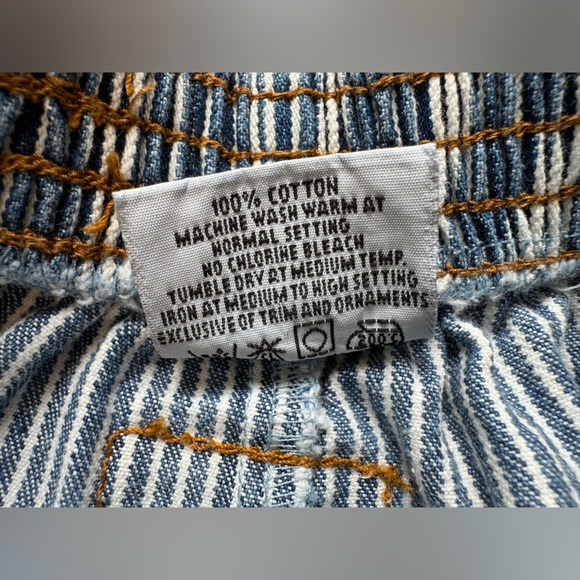 100% COTTON
MACHINE WASH WARM AT
NORMAL SETTING
NO CHLORINE BLEACH
TUMBLE DRY AT MEDIUM TEMP.
IRON AT MEDIUM TO HIGH SETTING
EXCLUSIVE OF TRIM AND ORNAMENTS